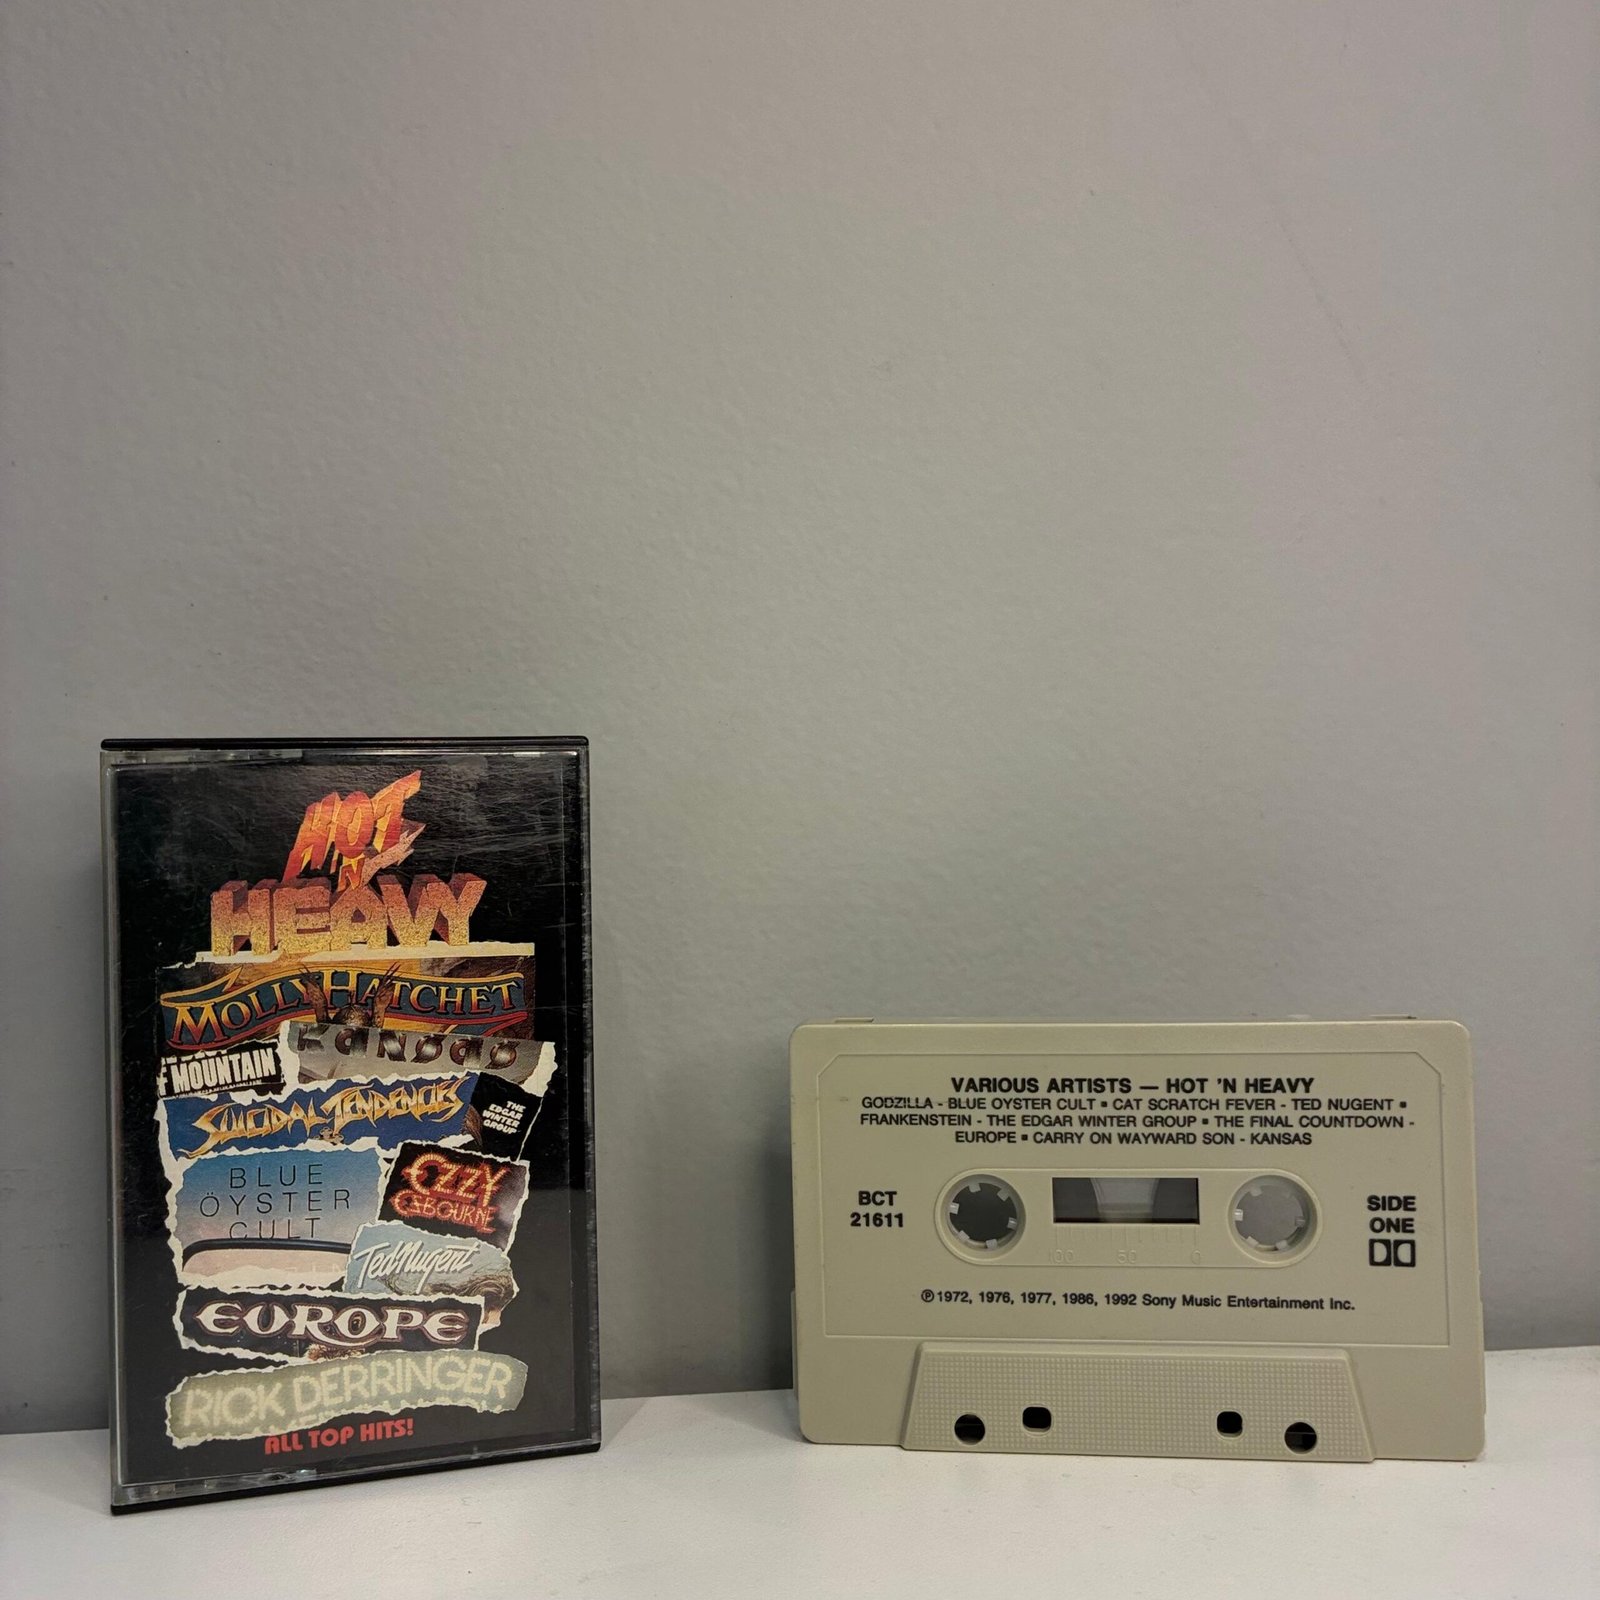 HOT
'N
HEAVY
MOLLY HATCHET
KANSAS
MOUNTAIN
SUICIDAL TENDENCIES
THE
EDGAR
WINTER
GROUP
BLUE
ÖYSTER
CULT
OZZY
OSBOURNE
Ted Nugent
EUROPE
RICK DERRINGER
ALL TOP HITS!
VARIOUS ARTISTS — HOT 'N HEAVY
GODZILLA - BLUE OYSTER CULT ▪ CAT SCRATCH FEVER - TED NUGENT ▪
FRANKENSTEIN - THE EDGAR WINTER GROUP ▪ THE FINAL COUNTDOWN -
EUROPE ▪ CARRY ON WAYWARD SON - KANSAS
BCT
21611
SIDE
ONE
100 50 0
℗ 1972, 1976, 1977, 1986, 1992 Sony Music Entertainment Inc.